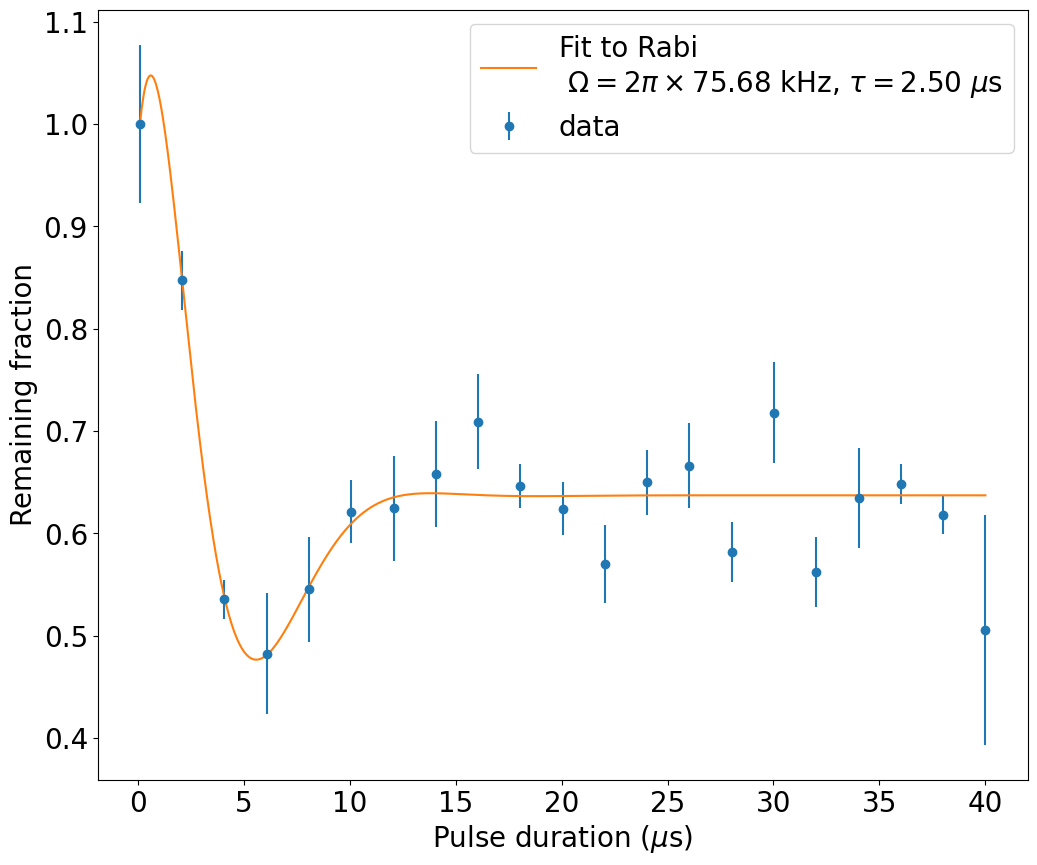 Fit to Rabi
Ω = 2π × 75.68 kHz, τ = 2.50 μs
data
1.1
1.0
0.9
0.8
0.7
0.6
0.5
0.4
Remaining fraction
0 5 10 15 20 25 30 35 40
Pulse duration (μs)